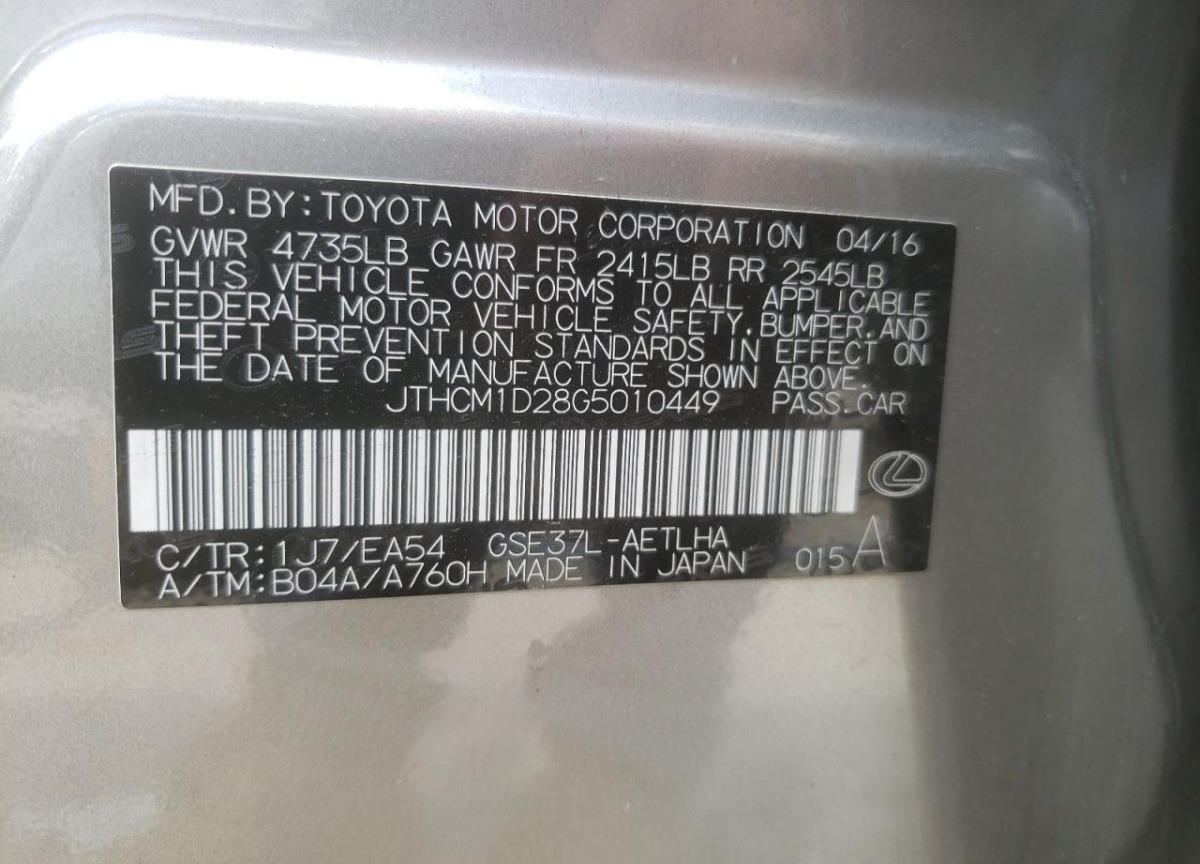 MFD. BY: TOYOTA MOTOR CORPORATION 04/16
GVWR 4735LB GAWR FR 2415LB RR 2545LB
THIS VEHICLE CONFORMS TO ALL APPLICABLE
FEDERAL MOTOR VEHICLE SAFETY, BUMPER, AND
THEFT PREVENTION STANDARDS IN EFFECT ON
THE DATE OF MANUFACTURE SHOWN ABOVE.
JTHCM1D28G5010449 PASS. CAR
C/TR: 1J7/EA54 GSE37L-AETLHA
A/TM: B04A/A760H MADE IN JAPAN 015 A